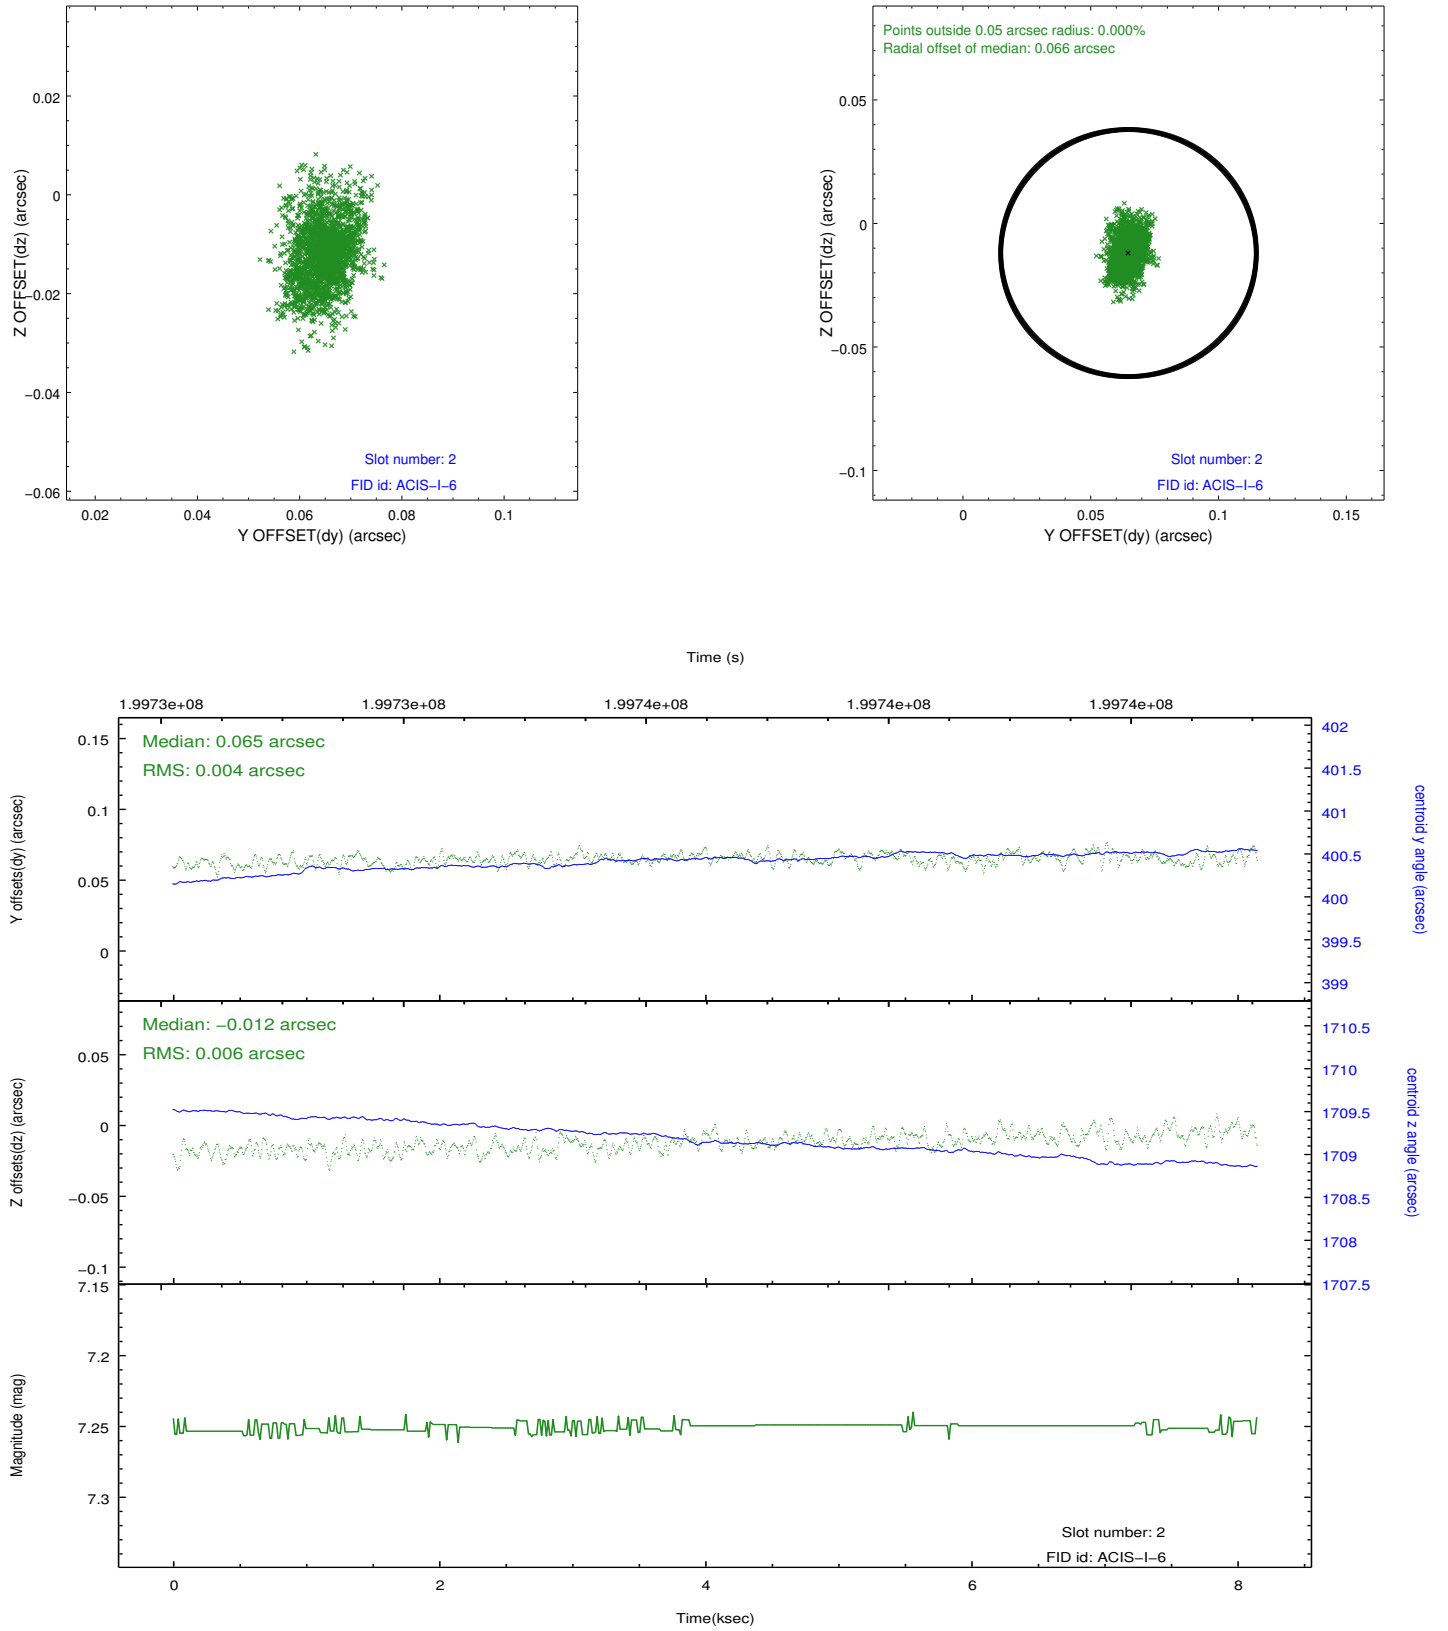 0.02
0
−0.02
−0.04
−0.06
Z OFFSET(dz) (arcsec)
Slot number: 2
FID id: ACIS−I−6
0.02 0.04 0.06 0.08 0.1
Y OFFSET(dy) (arcsec)
Points outside 0.05 arcsec radius: 0.000%
Radial offset of median: 0.066 arcsec
0.05
0
−0.05
−0.1
Z OFFSET(dz) (arcsec)
Slot number: 2
FID id: ACIS−I−6
0 0.05 0.1 0.15
Y OFFSET(dy) (arcsec)
Time (s)
1.9973e+08 1.9973e+08 1.9974e+08 1.9974e+08 1.9974e+08
Median: 0.065 arcsec
RMS: 0.004 arcsec
0.15
0.1
0.05
0
Y offsets(dy) (arcsec)
402
401.5
401
400.5
400
399.5
399
centroid y angle (arcsec)
Median: −0.012 arcsec
RMS: 0.006 arcsec
0.05
0
−0.05
−0.1
Z offsets(dz) (arcsec)
1710.5
1710
1709.5
1709
1708.5
1708
1707.5
centroid z angle (arcsec)
7.15
7.2
7.25
7.3
Magnitude (mag)
Slot number: 2
FID id: ACIS−I−6
0 2 4 6 8
Time(ksec)